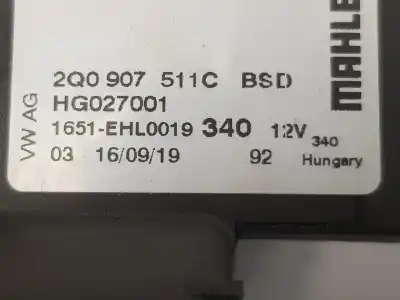 MAHLE
VW AG
2Q0 907 511C BSD
HG027001
1651-EHL0019 340 12V 340
03 16/09/19 92 Hungary